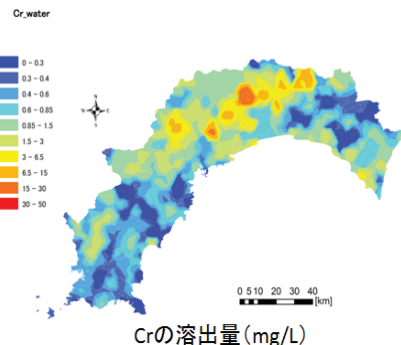 Cr_water
0 - 0.3
0.3 - 0.4
0.4 - 0.6
0.6 - 0.85
0.85 - 1.5
1.5 - 3
3 - 6.5
6.5 - 15
15 - 30
30 - 50
N
W E
S
0 5 10 20 30 40
[km]
Crの溶出量(mg/L)